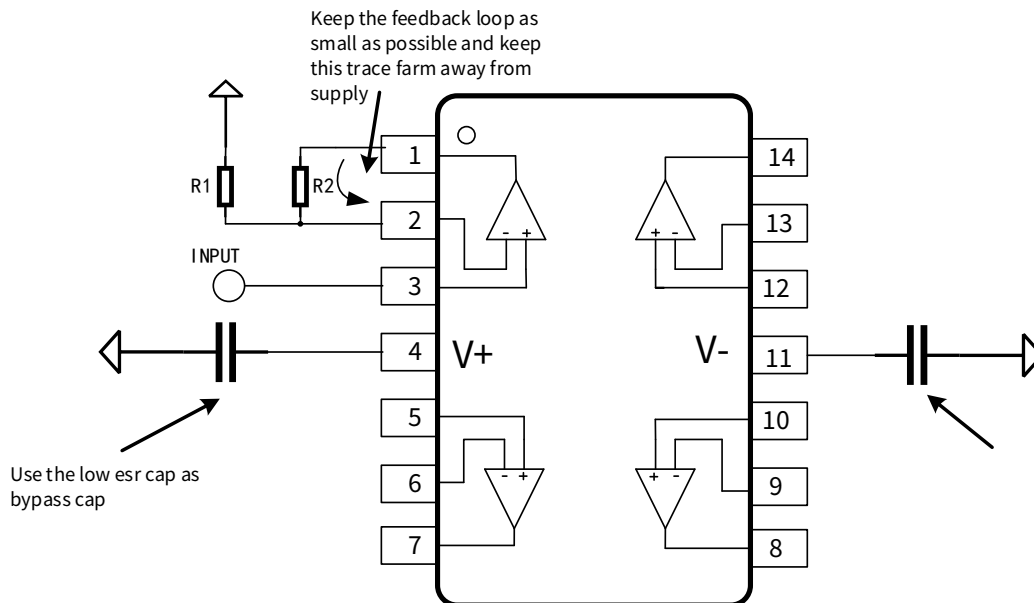 Keep the feedback loop as
small as possible and keep
this trace farm away from
supply
R1
R2
INPUT
1
2
3
4
5
6
7
V+
V-
- +
+ -
- +
+ -
14
13
12
11
10
9
8
Use the low esr cap as
bypass cap